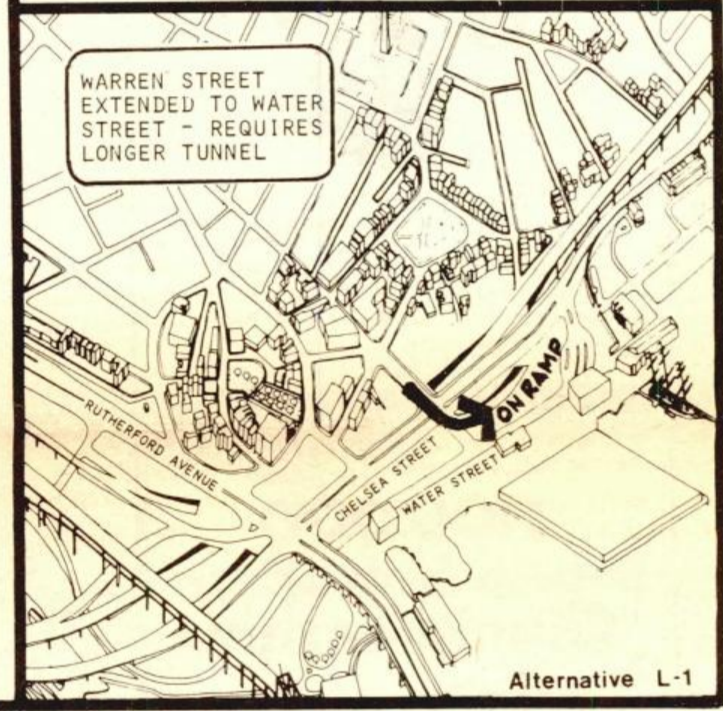 WARREN STREET
EXTENDED TO WATER
STREET - REQUIRES
LONGER TUNNEL
RUTHERFORD AVENUE
CHELSEA STREET
WATER STREET
ON RAMP
Alternative L-1